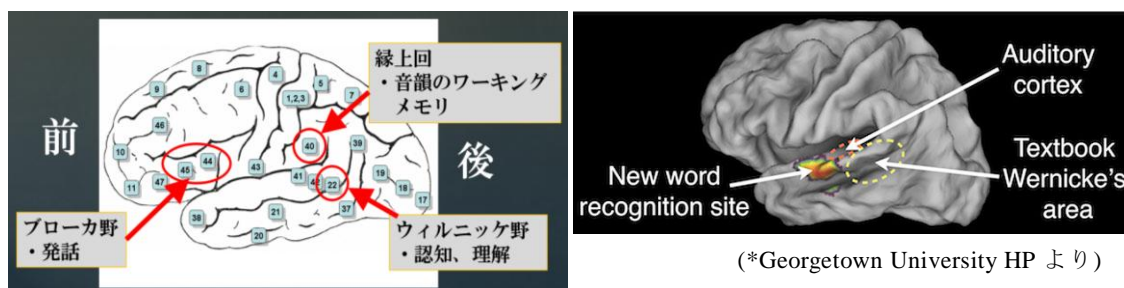 縁上回
・音韻のワーキング
メモリ
前
後
8
4
5
9
6
1,2,3
7
46
40
39
10
44
45
43
41
42
22
19
11
47
18
17
38
21
37
20
ブローカ野
・発話
ウィルニッケ野
・認知、理解
Auditory
cortex
New word
recognition site
Textbook
Wernicke's
area
(*Georgetown University HP より)